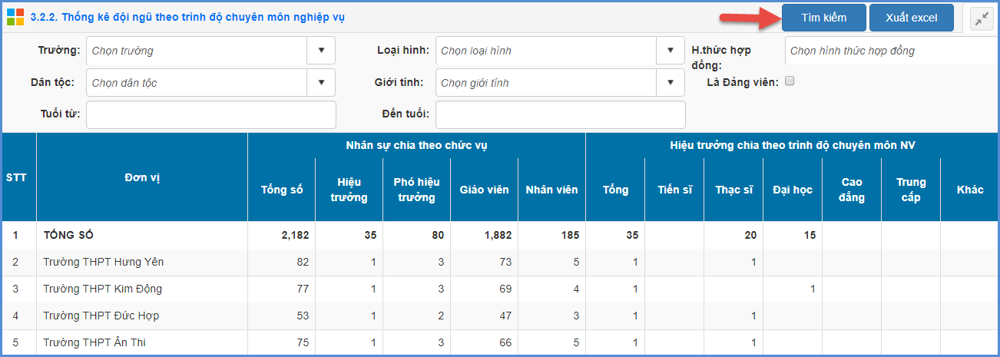 3.2.2. Thống kê đội ngũ theo trình độ chuyên môn nghiệp vụ Tìm kiếm Xuất excel
Trường: Chọn trường Loại hình: Chọn loại hình H.thức hợp đồng: Chọn hình thức hợp đồng
Dân tộc: Chọn dân tộc Giới tính: Chọn giới tính Là Đảng viên:
Tuổi từ: Đến tuổi:
STT Đơn vị Nhân sự chia theo chức vụ Hiệu trưởng chia theo trình độ chuyên môn NV
Tổng số Hiệu trưởng Phó hiệu trưởng Giáo viên Nhân viên Tổng Tiến sĩ Thạc sĩ Đại học Cao đẳng Trung cấp Khác
1 TỔNG SỐ 2,182 35 80 1,882 185 35 20 15
2 Trường THPT Hưng Yên 82 1 3 73 5 1 1
3 Trường THPT Kim Động 77 1 3 69 4 1 1
4 Trường THPT Đức Hợp 53 1 2 47 3 1 1
5 Trường THPT Ân Thi 75 1 3 66 5 1 1